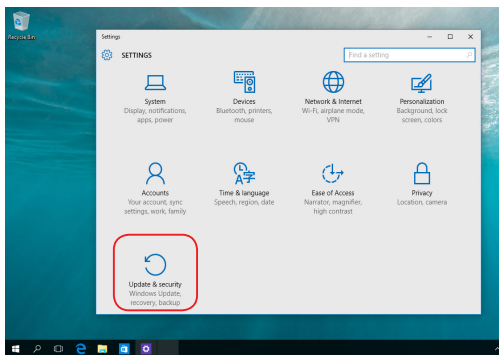 Recycle Bin
Settings
SETTINGS
Find a setting
System
Display, notifications,
apps, power
Devices
Bluetooth, printers,
mouse
Network & Internet
Wi-Fi, airplane mode,
VPN
Personalization
Background, lock
screen, colors
Accounts
Your account, sync
settings, work, family
Time & language
Speech, region, date
Ease of Access
Narrator, magnifier,
high contrast
Privacy
Location, camera
Update & security
Windows Update,
recovery, backup